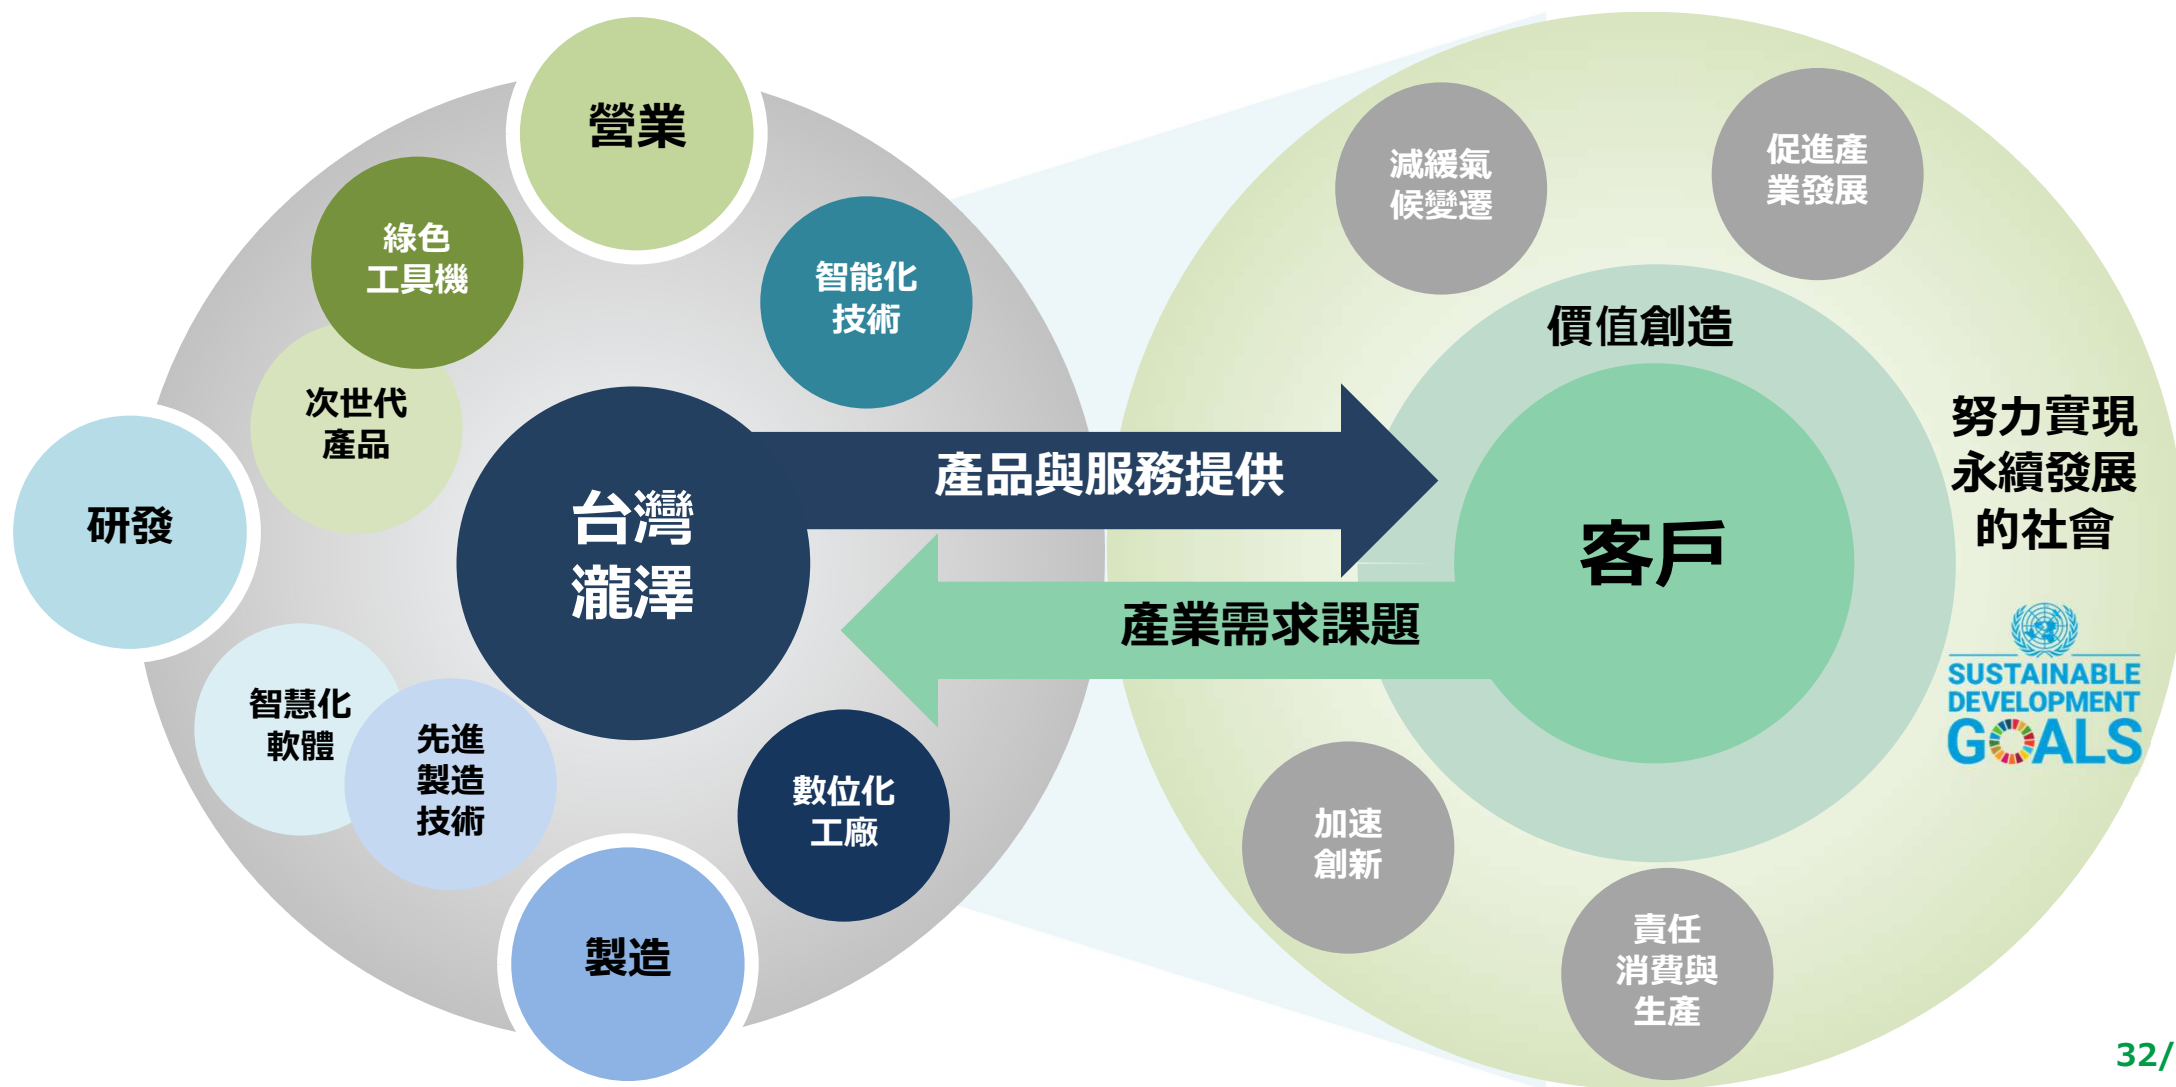 營業
綠色
工具機
智能化
技術
次世代
產品
研發
台灣
瀧澤
智慧化
軟體
先進
製造
技術
數位化
工廠
製造
產品與服務提供
產業需求課題
減緩氣
候變遷
促進產
業發展
價值創造
客戶
努力實現
永續發展
的社會
SUSTAINABLE
DEVELOPMENT
GOALS
加速
創新
責任
消費與
生產
32/